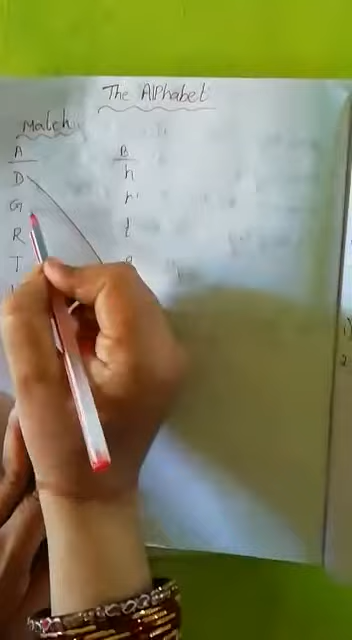 The Alphabet
Match
A B
D h
G r
R t
T